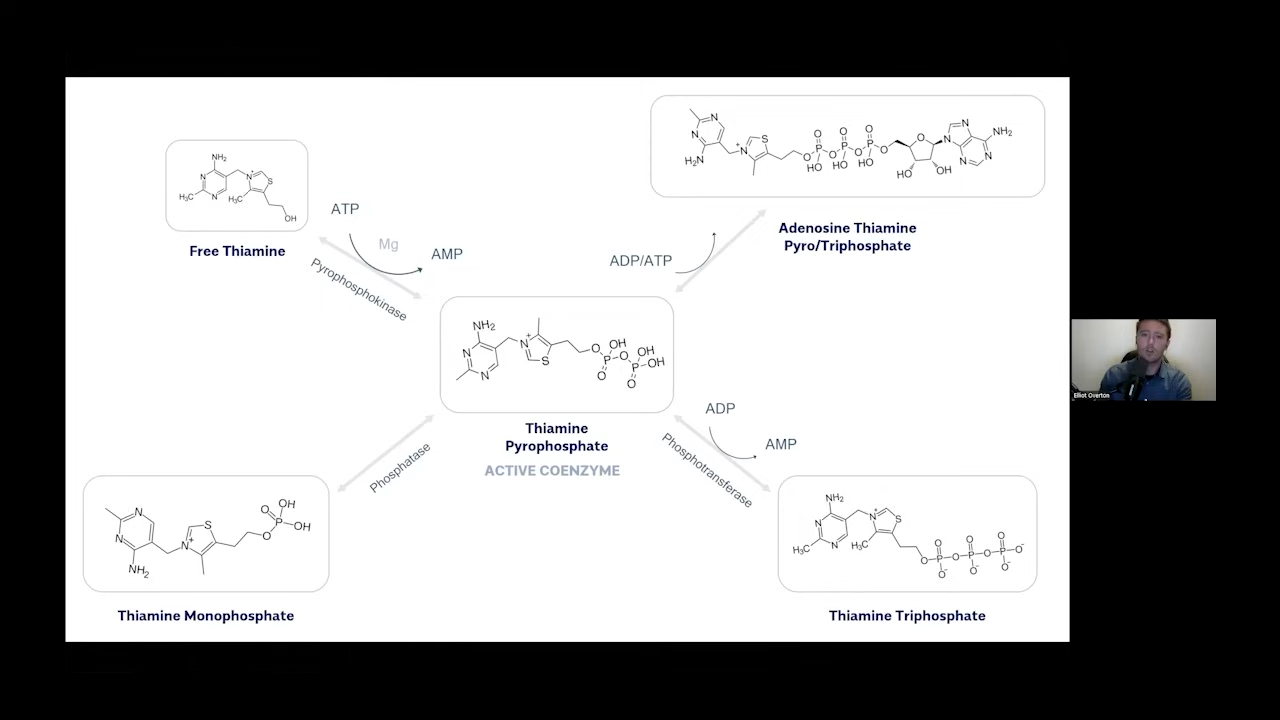 NH₂
N
N
H₃C
N⁺
S
H₃C
OH
Free Thiamine
ATP
Mg
AMP
Pyrophosphokinase
N
N
H₂N
N⁺
S
O
P
O
HO
O
P
O
HO
O
P
O
HO
O
O
HO
OH
N
N
N
N
NH₂
Adenosine Thiamine
Pyro/Triphosphate
ADP/ATP
NH₂
N
N
N⁺
S
O
P
OH
O
O
P
OH
OH
O
Thiamine
Pyrophosphate
ACTIVE COENZYME
Phosphatase
ADP
AMP
Phosphotransferase
N
N
NH₂
N⁺
S
O
O
P
OH
OH
Thiamine Monophosphate
NH₂
N
N
H₃C
N⁺
S
H₃C
O
P
O
O⁻
O
P
O
O⁻
O
P
O
O⁻
O⁻
Thiamine Triphosphate
Elliot Overton